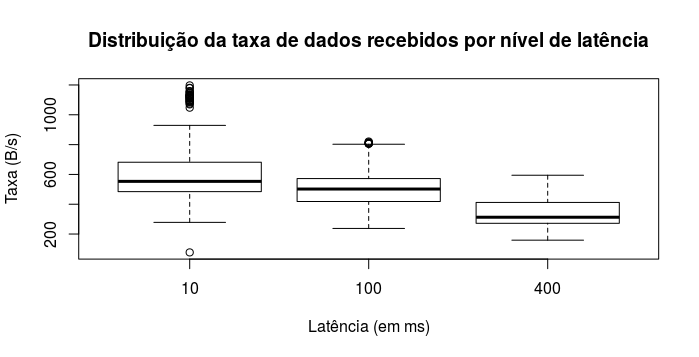 Distribuição da taxa de dados recebidos por nível de latência
Taxa (B/s)
1000
600
200
10 100 400
Latência (em ms)